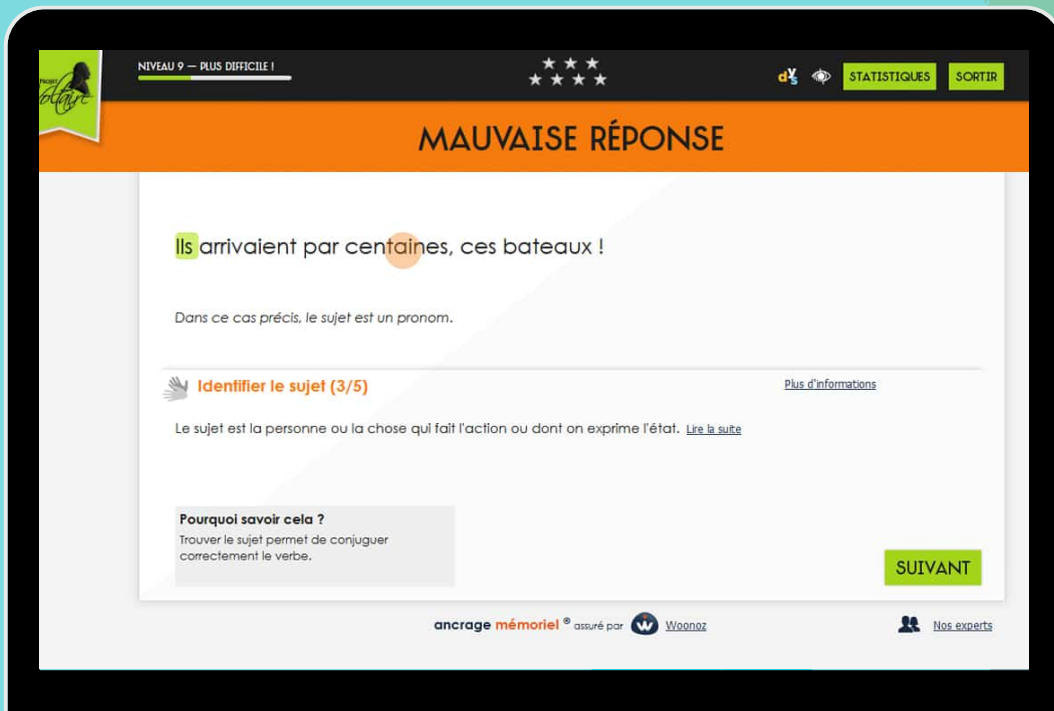 PROJET
Voltaire
NIVEAU 9 — PLUS DIFFICILE !
dys
STATISTIQUES
SORTIR
MAUVAISE RÉPONSE
Ils arrivaient par centaines, ces bateaux !
Dans ce cas précis, le sujet est un pronom.
Identifier le sujet (3/5)
Plus d'informations
Le sujet est la personne ou la chose qui fait l'action ou dont on exprime l'état. Lire la suite
Pourquoi savoir cela ?
Trouver le sujet permet de conjuguer
correctement le verbe.
SUIVANT
ancrage mémoriel ® assuré par W Woonoz
Nos experts